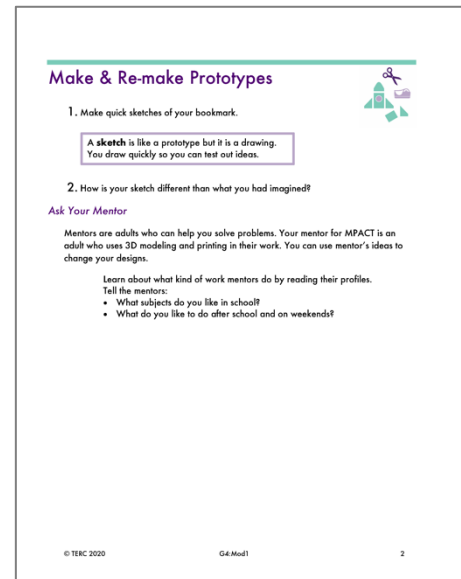 Make & Re-make Prototypes
1. Make quick sketches of your bookmark.
A sketch is like a prototype but it is a drawing.
You draw quickly so you can test out ideas.
2. How is your sketch different than what you had imagined?
Ask Your Mentor
Mentors are adults who can help you solve problems. Your mentor for MPACT is an
adult who uses 3D modeling and printing in their work. You can use mentor's ideas to
change your designs.
Learn about what kind of work mentors do by reading their profiles.
Tell the mentors:
• What subjects do you like in school?
• What do you like to do after school and on weekends?
© TERC 2020 G4:Mod1 2